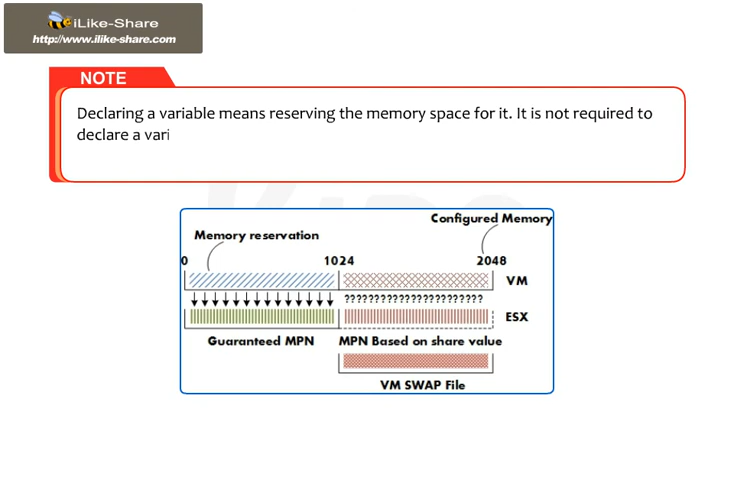 iLike-Share
http://www.ilike-share.com
NOTE
Declaring a variable means reserving the memory space for it. It is not required to
declare a vari
Configured Memory
Memory reservation
0 1024 2048
VM
???????????????????????
ESX
Guaranteed MPN MPN Based on share value
VM SWAP File